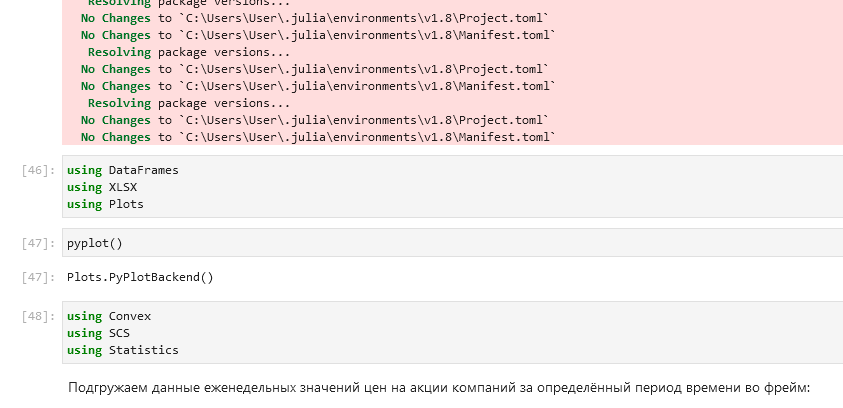 Resolving package versions...
No Changes to `C:\Users\User\.julia\environments\v1.8\Project.toml`
No Changes to `C:\Users\User\.julia\environments\v1.8\Manifest.toml`
Resolving package versions...
No Changes to `C:\Users\User\.julia\environments\v1.8\Project.toml`
No Changes to `C:\Users\User\.julia\environments\v1.8\Manifest.toml`
Resolving package versions...
No Changes to `C:\Users\User\.julia\environments\v1.8\Project.toml`
No Changes to `C:\Users\User\.julia\environments\v1.8\Manifest.toml`
[46]: using DataFrames
using XLSX
using Plots
[47]: pyplot()
[47]: Plots.PyPlotBackend()
[48]: using Convex
using SCS
using Statistics
Подгружаем данные еженедельных значений цен на акции компаний за определённый период времени во фрейм: